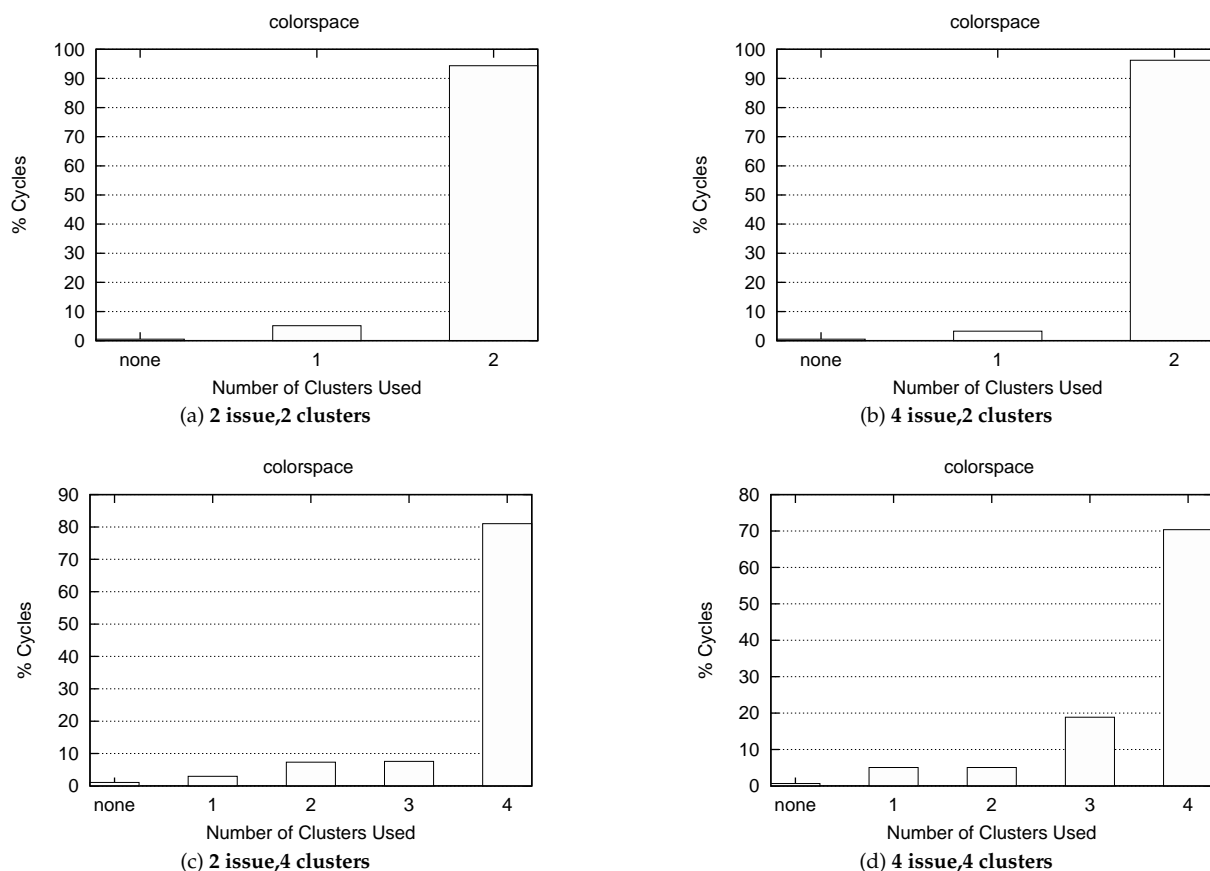 colorspace
100
90
80
70
60
50
40
30
20
10
0
% Cycles
none 1 2
Number of Clusters Used
(a) 2 issue,2 clusters
colorspace
100
90
80
70
60
50
40
30
20
10
0
% Cycles
none 1 2
Number of Clusters Used
(b) 4 issue,2 clusters
colorspace
90
80
70
60
50
40
30
20
10
0
% Cycles
none 1 2 3 4
Number of Clusters Used
(c) 2 issue,4 clusters
colorspace
80
70
60
50
40
30
20
10
0
% Cycles
none 1 2 3 4
Number of Clusters Used
(d) 4 issue,4 clusters